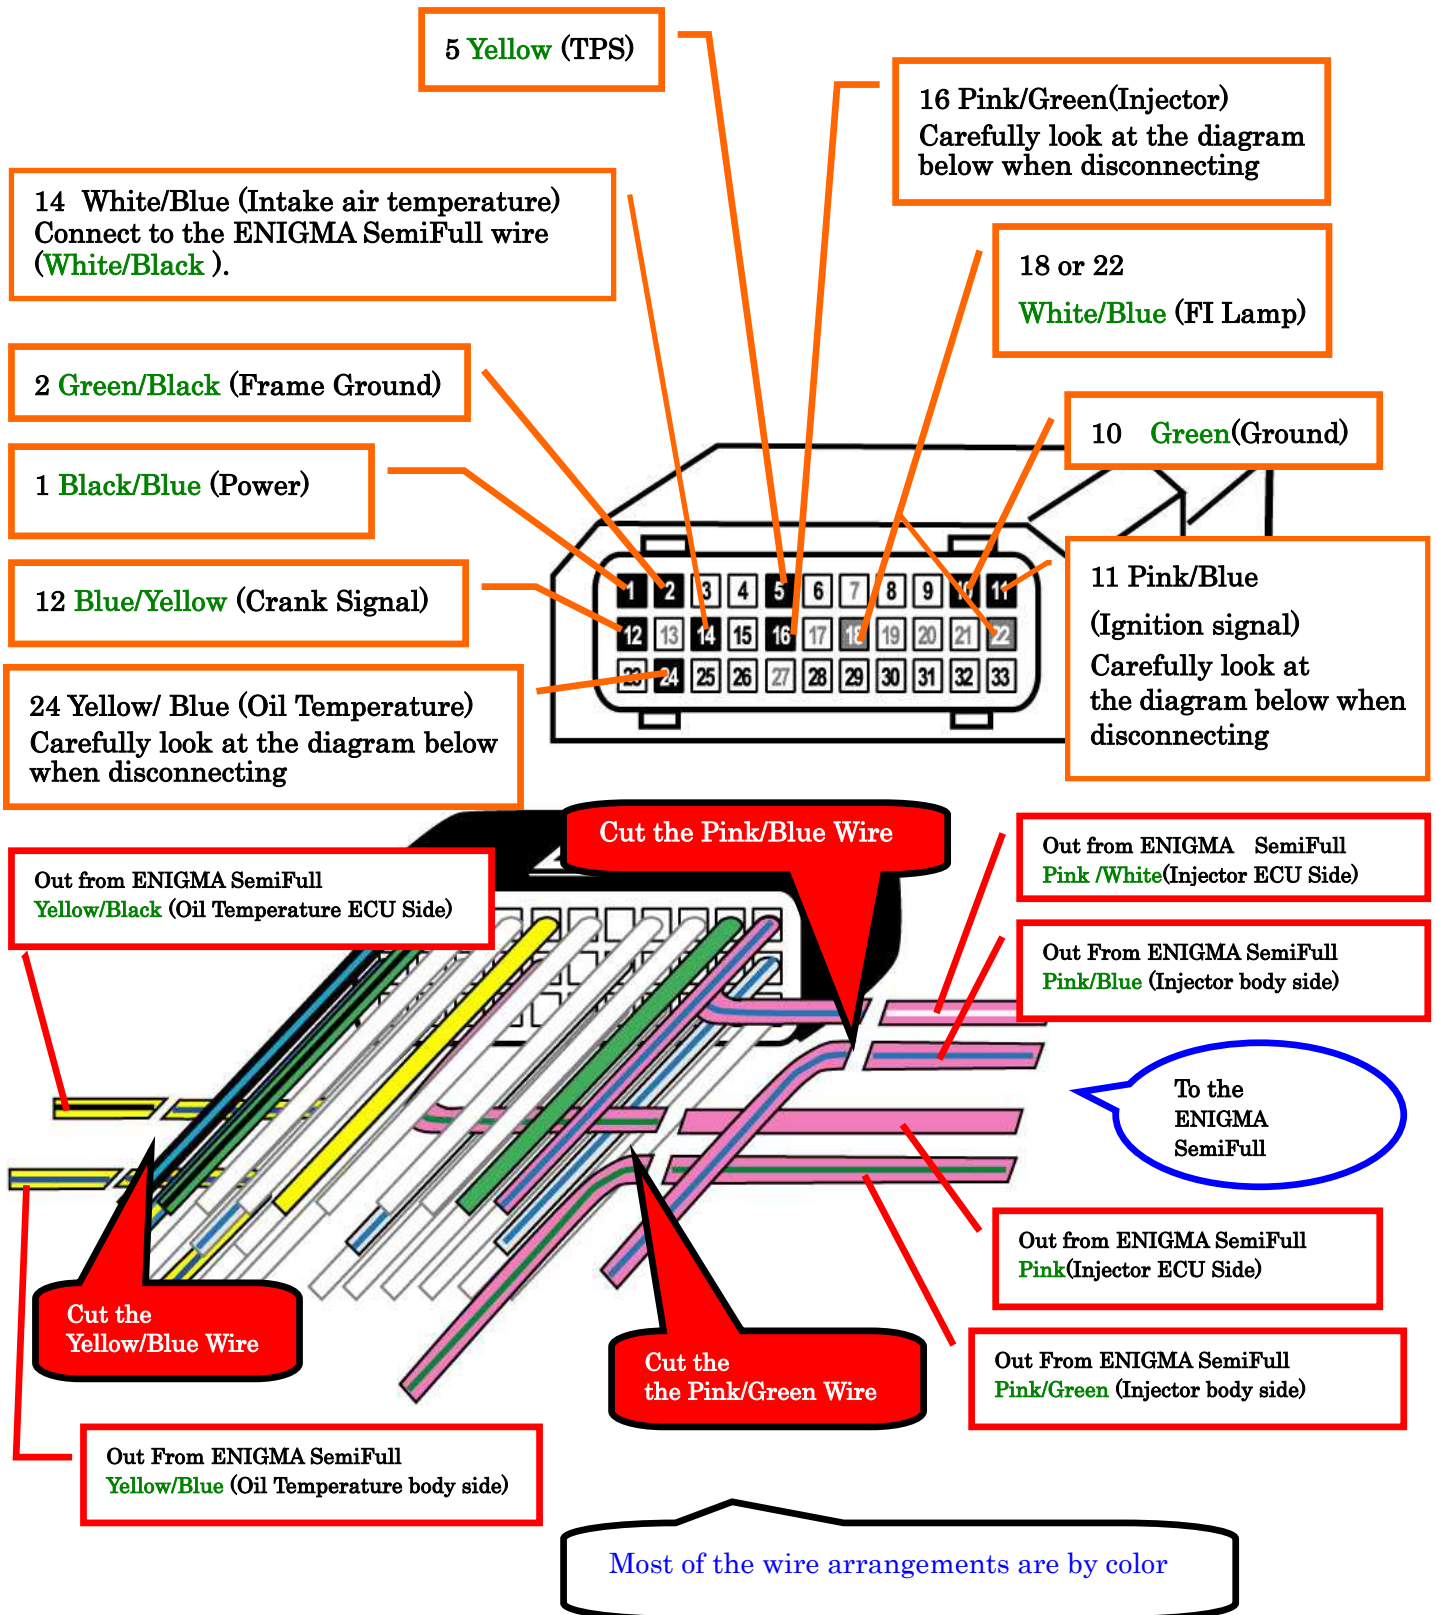 5 Yellow (TPS)
16 Pink/Green(Injector)
Carefully look at the diagram
below when disconnecting
14 White/Blue (Intake air temperature)
Connect to the ENIGMA SemiFull wire
(White/Black ).
18 or 22
White/Blue (FI Lamp)
2 Green/Black (Frame Ground)
10 Green(Ground)
1 Black/Blue (Power)
12 Blue/Yellow (Crank Signal)
11 Pink/Blue
(Ignition signal)
Carefully look at
the diagram below when
disconnecting
1 2 3 4 5 6 7 8 9 10 11
12 13 14 15 16 17 18 19 20 21 22
23 24 25 26 27 28 29 30 31 32 33
24 Yellow/ Blue (Oil Temperature)
Carefully look at the diagram below
when disconnecting
Cut the Pink/Blue Wire
Out from ENIGMA SemiFull
Pink /White(Injector ECU Side)
Out from ENIGMA SemiFull
Yellow/Black (Oil Temperature ECU Side)
Out From ENIGMA SemiFull
Pink/Blue (Injector body side)
To the
ENIGMA
SemiFull
Out from ENIGMA SemiFull
Pink(Injector ECU Side)
Cut the
Yellow/Blue Wire
Cut the
the Pink/Green Wire
Out From ENIGMA SemiFull
Pink/Green (Injector body side)
Out From ENIGMA SemiFull
Yellow/Blue (Oil Temperature body side)
Most of the wire arrangements are by color